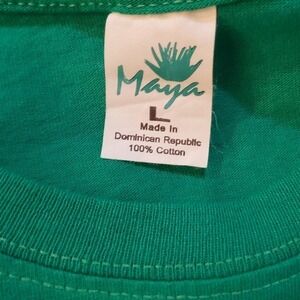 Maya
L
Made In
Dominican Republic
100% Cotton